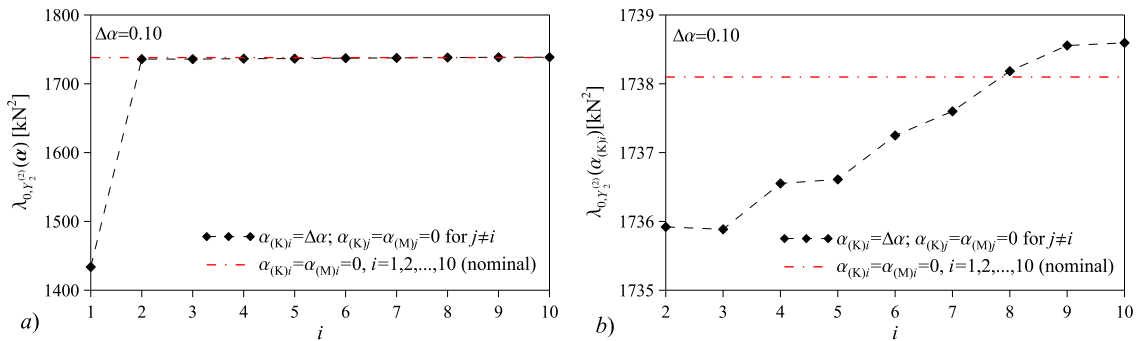 1800
1700
1600
1500
1400
Δα=0.10
λ0,Y2(2)(α) [kN2]
α(K)i=Δα; α(K)j=α(M)j=0 for j≠i
α(K)i=α(M)i=0, i=1,2,...,10 (nominal)
1 2 3 4 5 6 7 8 9 10
i
a)
1739
1738
1737
1736
1735
Δα=0.10
λ0,Y2(2)(α(K)i)[kN2]
α(K)i=Δα; α(K)j=α(M)j=0 for j≠i
α(K)i=α(M)i=0, i=1,2,...,10 (nominal)
2 3 4 5 6 7 8 9 10
i
b)